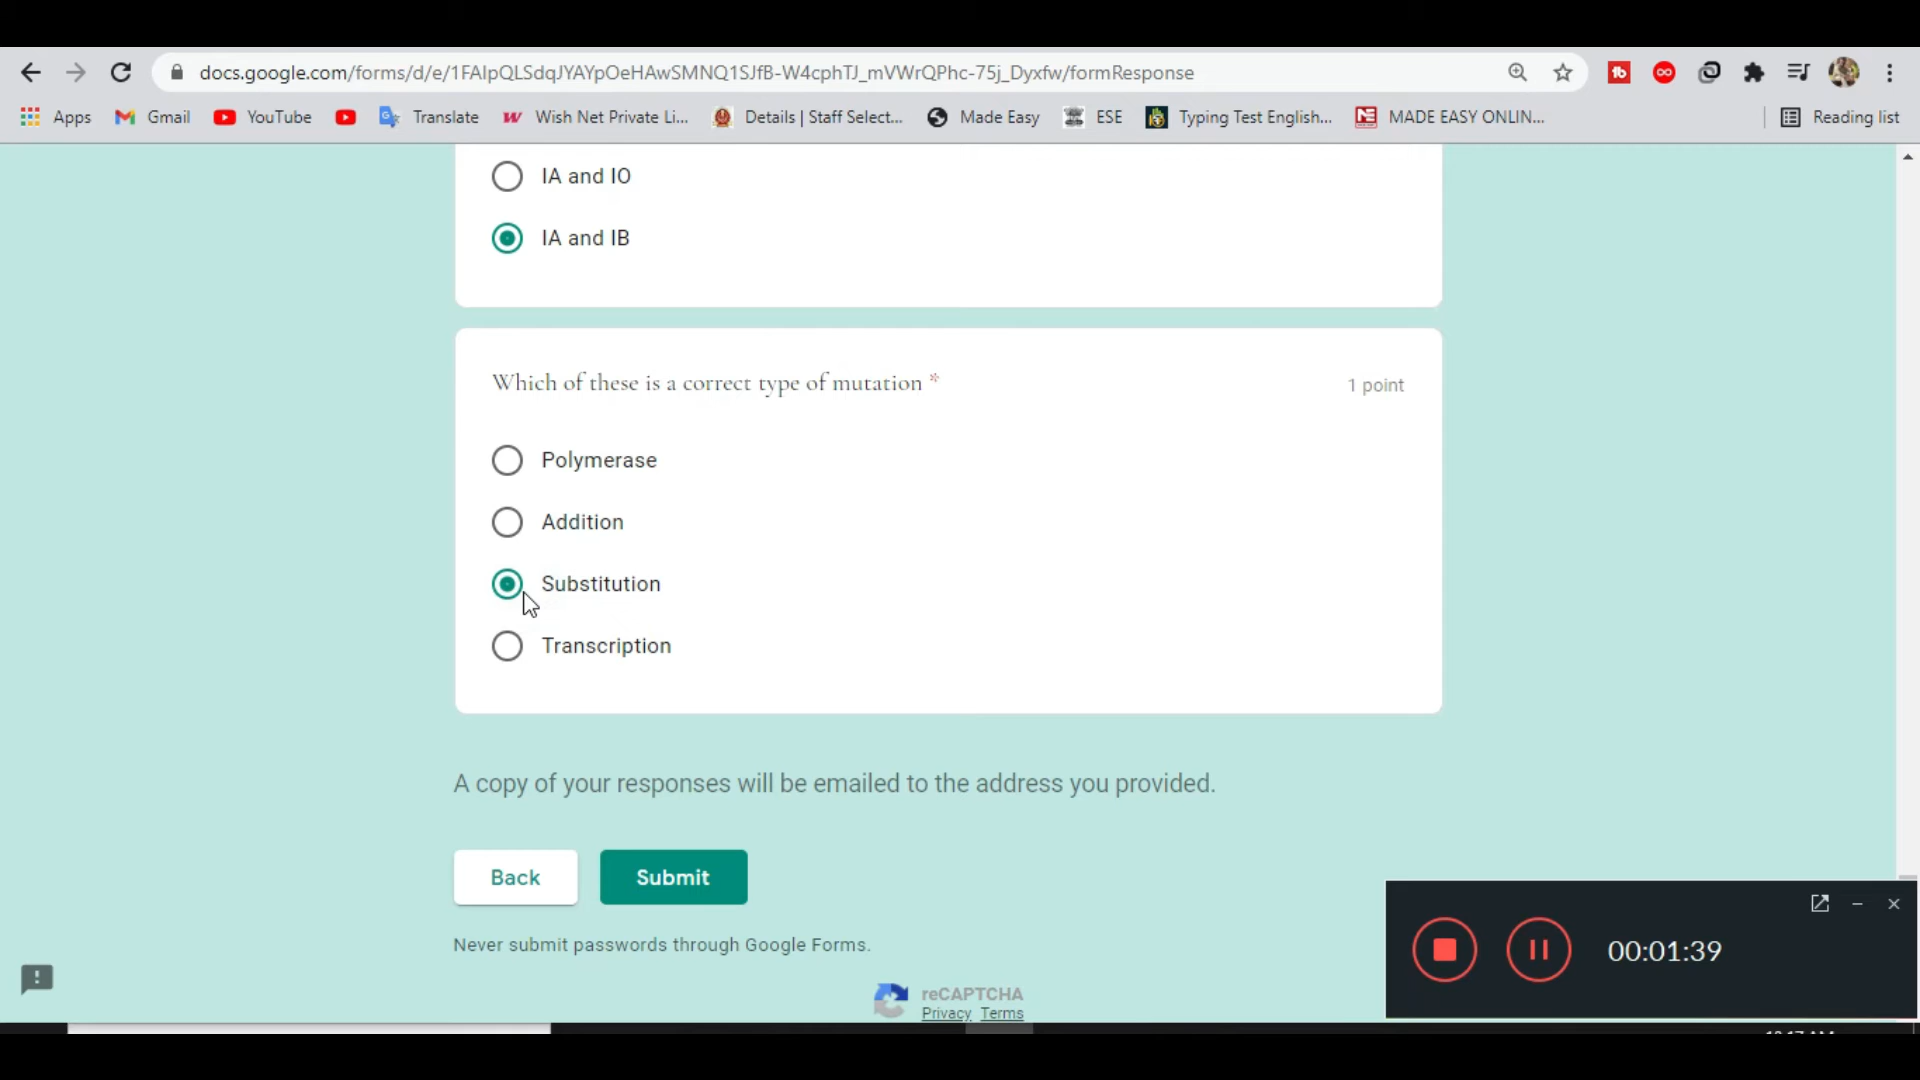 docs.google.com/forms/d/e/1FAIpQLSdqJYAYpOeHAwSMNQ1SJfB-W4cphTJ_mVWrQPhc-75j_Dyxfw/formResponse
Apps Gmail YouTube Translate Wish Net Private Li... Details | Staff Select... Made Easy ESE Typing Test English... MADE EASY ONLIN... Reading list
IA and IO
IA and IB
Which of these is a correct type of mutation *
1 point
Polymerase
Addition
Substitution
Transcription
A copy of your responses will be emailed to the address you provided.
Back Submit
Never submit passwords through Google Forms.
00:01:39
reCAPTCHA
Privacy Terms